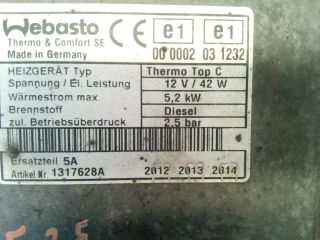 Webasto
Thermo & Comfort SE
Made in Germany
CE e1 e1
00 0002 03 1232
HEIZGERÄT Typ Thermo Top C
Spannung / El. Leistung 12 V / 42 W
Wärmestrom max. 5,2 kW
Brennstoff Diesel
zul. Betriebsüberdruck 2,5 bar
Ersatzteil 5A
Artikel Nr. 1317628A 2012 2013 2014